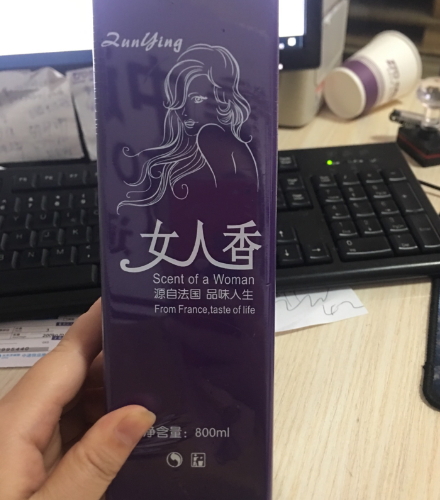 ZunYing
女人香
Scent of a Woman
源自法国 品味人生
From France,taste of life
净含量：800ml